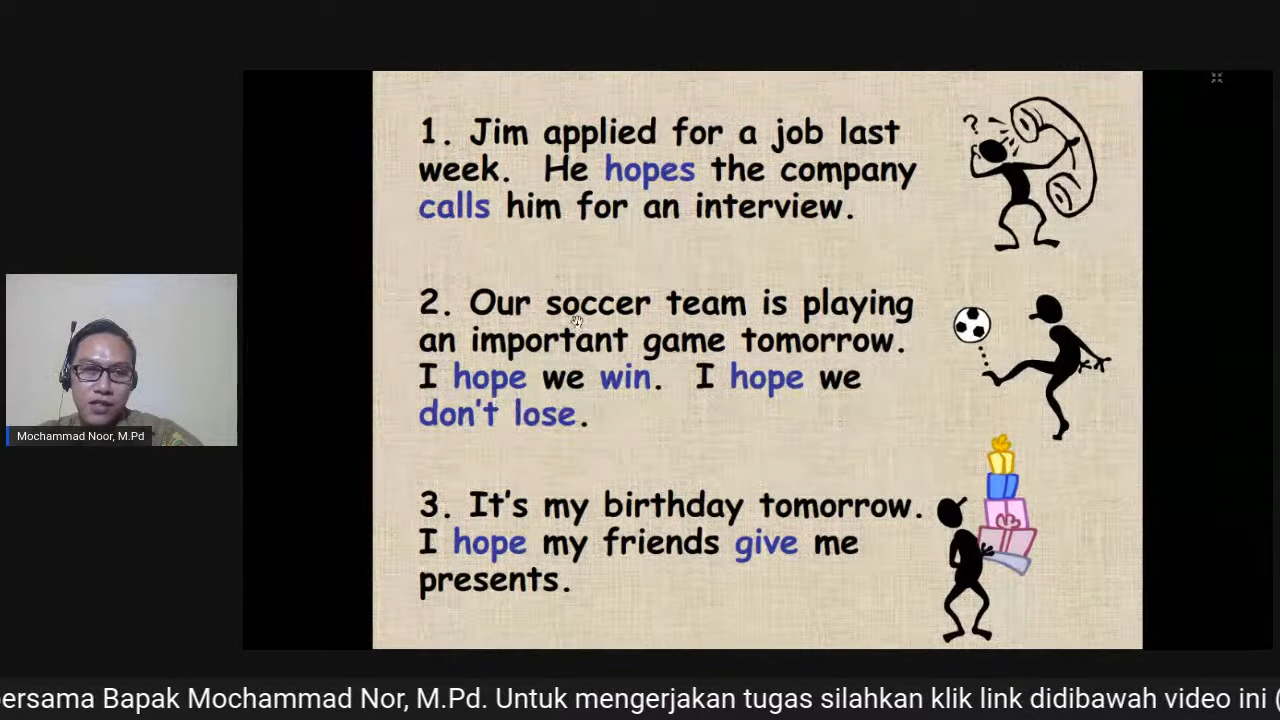 1. Jim applied for a job last
week. He hopes the company
calls him for an interview.
?
2. Our soccer team is playing
an important game tomorrow.
I hope we win. I hope we
don't lose.
3. It's my birthday tomorrow.
I hope my friends give me
presents.
Mochammad Noor, M.Pd
bersama Bapak Mochammad Nor, M.Pd. Untuk mengerjakan tugas silahkan klik link didibawah video ini (